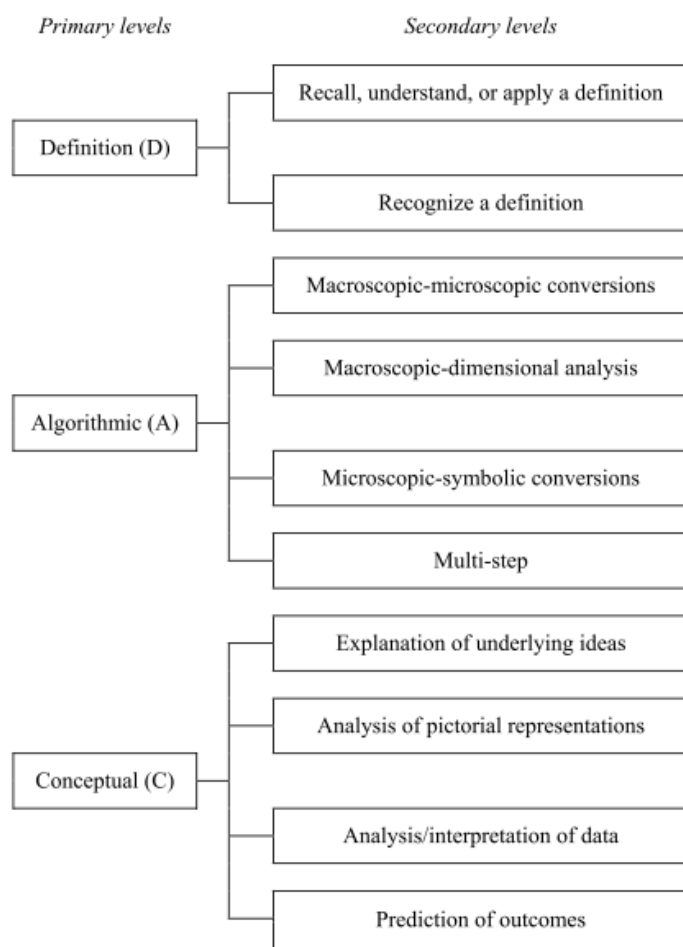 Primary levels
Secondary levels
Recall, understand, or apply a definition
Definition (D)
Recognize a definition
Macroscopic-microscopic conversions
Macroscopic-dimensional analysis
Algorithmic (A)
Microscopic-symbolic conversions
Multi-step
Explanation of underlying ideas
Analysis of pictorial representations
Conceptual (C)
Analysis/interpretation of data
Prediction of outcomes